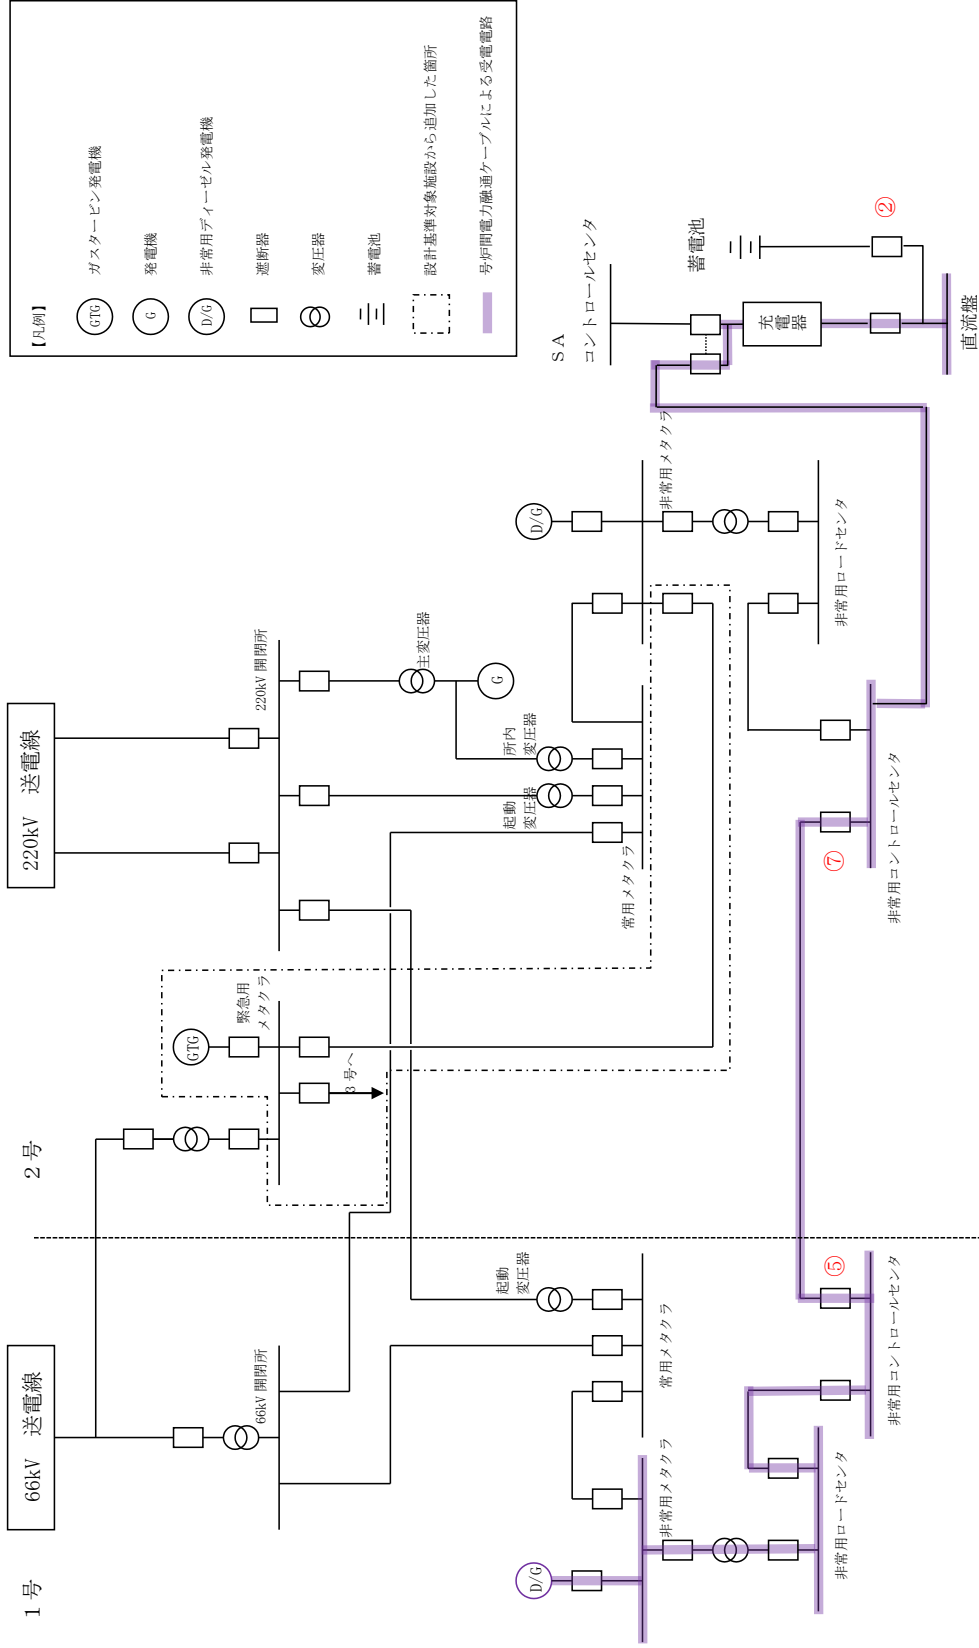 【凡例】
GTG ガスタービン発電機
G 発電機
D/G 非常用ディーゼル発電機
遮断器
変圧器
蓄電池
設計基準対象施設から追加した箇所
号炉間電力融通ケーブルによる受電電路
1号
2号
66kV 送電線
220kV 送電線
66kV 開閉所
220kV 開閉所
GTG
緊急用
メタクラ
3号へ
主変圧器
G
所内
変圧器
起動
変圧器
起動
変圧器
常用メタクラ
常用メタクラ
D/G
D/G
非常用メタクラ
非常用メタクラ
非常用ロードセンタ
非常用ロードセンタ
非常用コントロールセンタ
非常用コントロールセンタ
⑤
⑦
SA
コントロールセンタ
蓄電池
②
充
電
器
直流盤